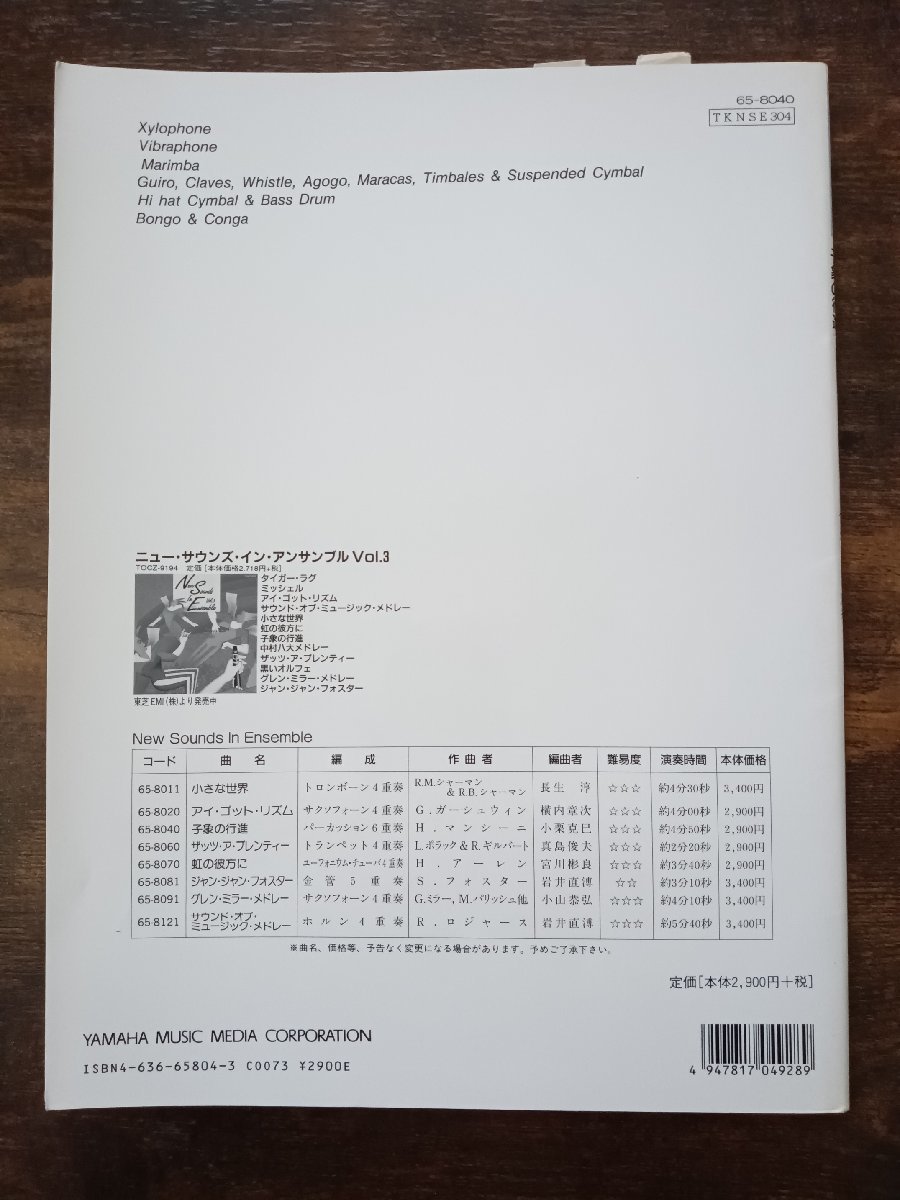 65-8040
TKNSE304
Xylophone
Vibraphone
Marimba
Guiro, Claves, Whistle, Agogo, Maracas, Timbales & Suspended Cymbal
Hi hat Cymbal & Bass Drum
Bongo & Conga
ニュー・サウンズ・イン・アンサンブル Vol.3
TOCZ-9194 定価[本体価格2,718円+税]
New Sounds In Ensemble Vol.3
タイガー・ラグ
ミッシェル
アイ・ゴット・リズム
サウンド・オブ・ミュージック・メドレー
小さな世界
虹の彼方に
子象の行進
中村八大メドレー
ザッツ・ア・プレンティー
黒いオルフェ
グレン・ミラー・メドレー
ジャン・ジャン・フォスター
東芝EMI(株)より発売中
New Sounds In Ensemble
コード 曲名 編成 作曲者 編曲者 難易度 演奏時間 本体価格
65-8011 小さな世界 トロンボーン4重奏 R.M.シャーマン & R.B.シャーマン 長生 淳 ☆☆☆ 約4分30秒 3,400円
65-8020 アイ・ゴット・リズム サクソフォーン4重奏 G.ガーシュウィン 横内章次 ☆☆☆ 約4分00秒 2,900円
65-8040 子象の行進 パーカッション6重奏 H.マンシーニ 小栗克巳 ☆☆☆ 約4分50秒 2,900円
65-8060 ザッツ・ア・プレンティー トランペット4重奏 L.ポラック&R.ギルバート 真島俊夫 ☆☆☆ 約2分20秒 2,900円
65-8070 虹の彼方に ユーフォニウム・チューバ4重奏 H.アーレン 宮川彬良 ☆☆☆ 約3分40秒 2,900円
65-8081 ジャン・ジャン・フォスター 金管5重奏 S.フォスター 岩井直溥 ☆☆ 約3分10秒 3,400円
65-8091 グレン・ミラー・メドレー サクソフォーン4重奏 G.ミラー, M.パリッシュ他 小山恭弘 ☆☆☆ 約4分10秒 3,400円
65-8121 サウンド・オブ・ミュージック・メドレー ホルン4重奏 R.ロジャース 岩井直溥 ☆☆☆ 約5分40秒 3,400円
※曲名、価格等、予告なく変更になる場合があります。予めご了承下さい。
定価[本体2,900円+税]
YAMAHA MUSIC MEDIA CORPORATION
ISBN4-636-65804-3 C0073 ¥2900E
4 947817 049289